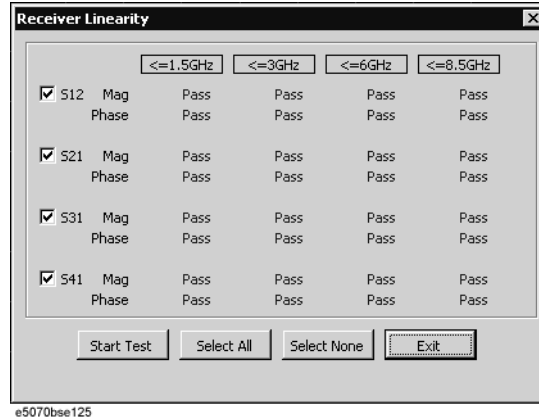 Receiver Linearity
<=1.5GHz <=3GHz <=6GHz <=8.5GHz
S12 Mag Pass Pass Pass Pass
Phase Pass Pass Pass Pass
S21 Mag Pass Pass Pass Pass
Phase Pass Pass Pass Pass
S31 Mag Pass Pass Pass Pass
Phase Pass Pass Pass Pass
S41 Mag Pass Pass Pass Pass
Phase Pass Pass Pass Pass
Start Test Select All Select None Exit
e5070bse125